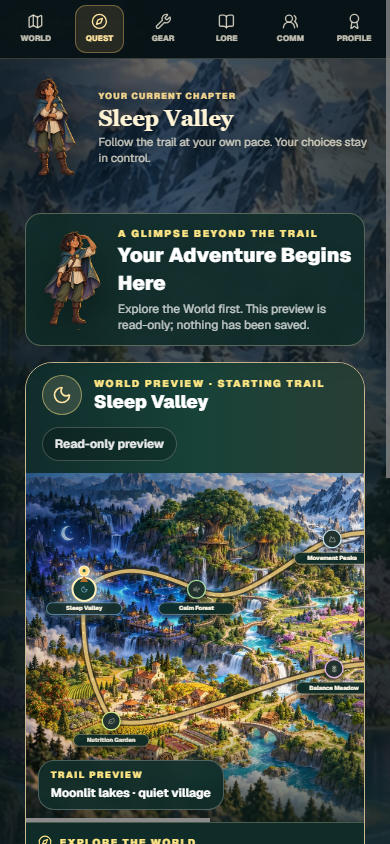 WORLD
QUEST
GEAR
LORE
COMM
PROFILE
YOUR CURRENT CHAPTER
Sleep Valley
Follow the trail at your own pace. Your choices stay
in control.
A GLIMPSE BEYOND THE TRAIL
Your Adventure Begins
Here
Explore the World first. This preview is
read-only; nothing has been saved.
WORLD PREVIEW · STARTING TRAIL
Sleep Valley
Read-only preview
Movement Peaks
Sleep Valley
Calm Forest
Balance Meadow
Nutrition Garden
TRAIL PREVIEW
Moonlit lakes · quiet village
EXPLORE THE WORLD